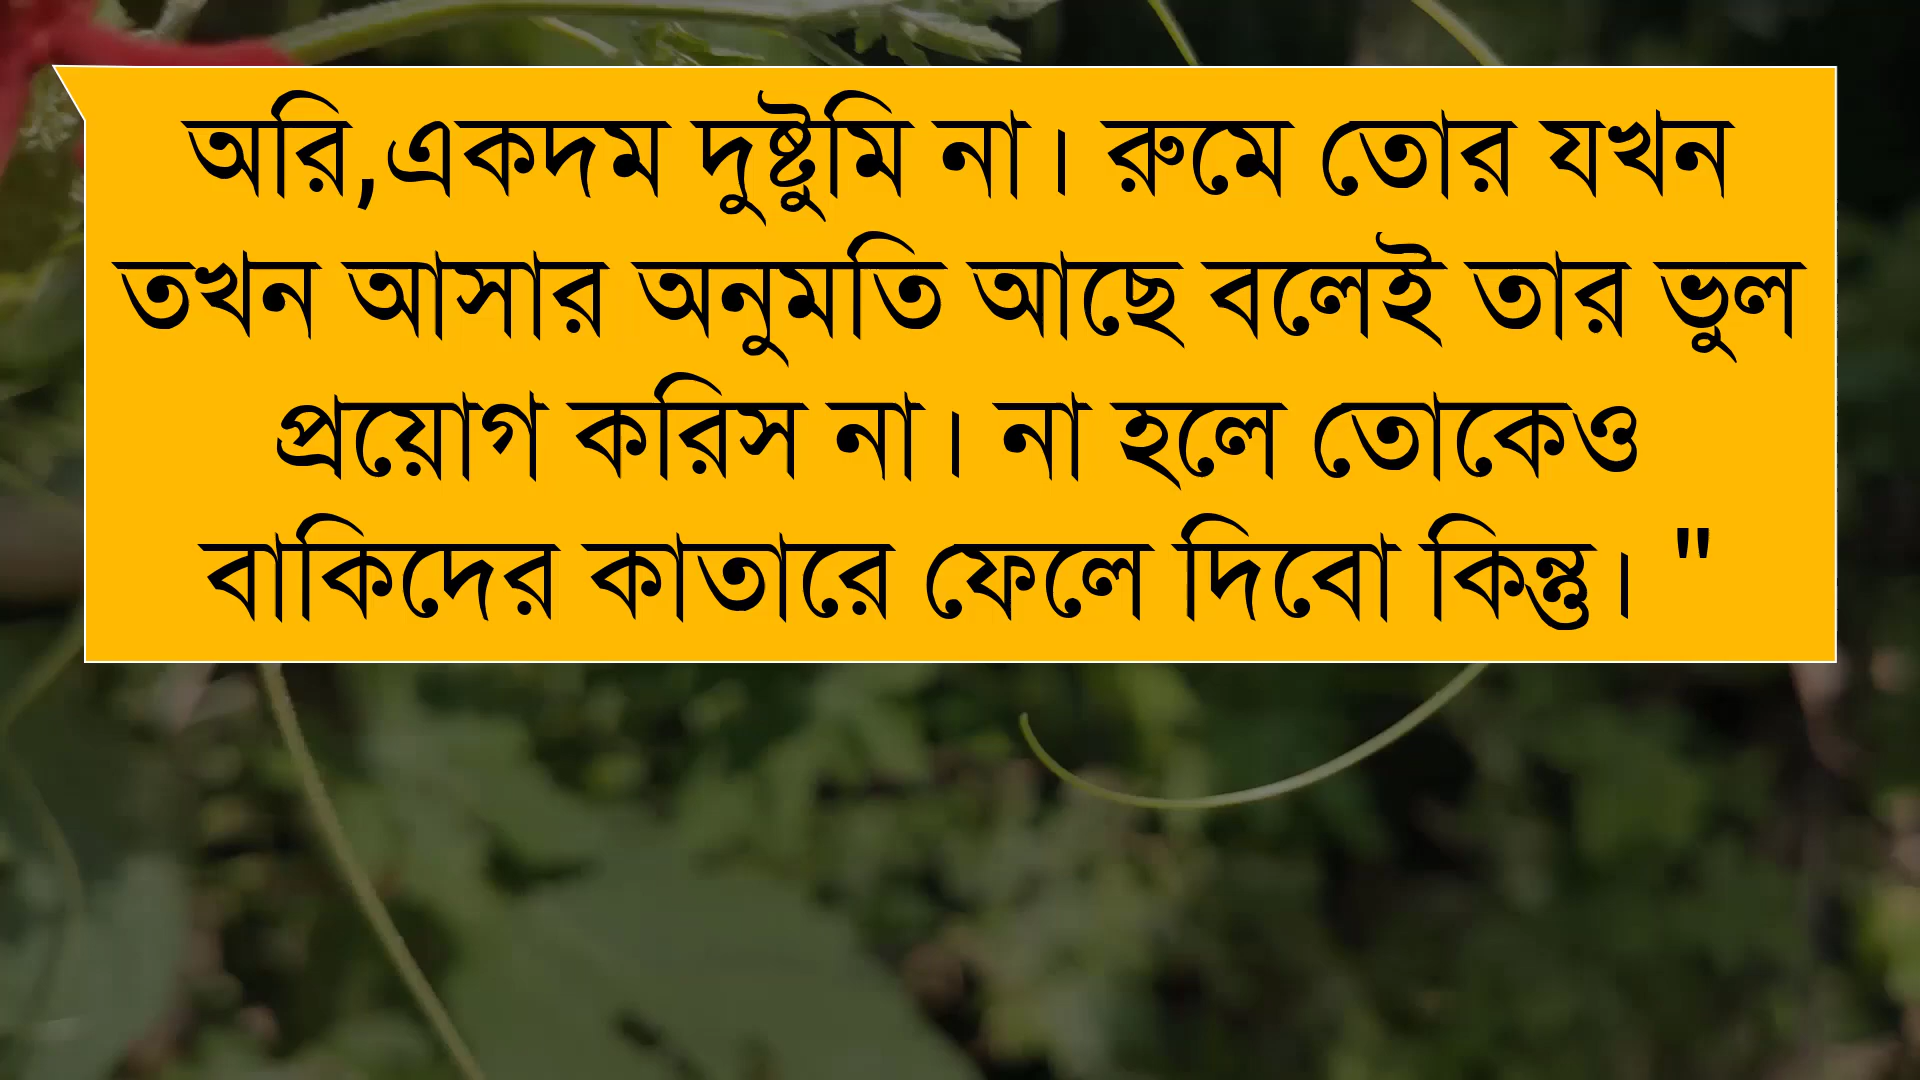 অরি,একদম দুষ্টুমি না। রুমে তোর যখন
তখন আসার অনুমতি আছে বলেই তার ভুল
প্রয়োগ করিস না। না হলে তোকেও
বাকিদের কাতারে ফেলে দিবো কিন্তু। "